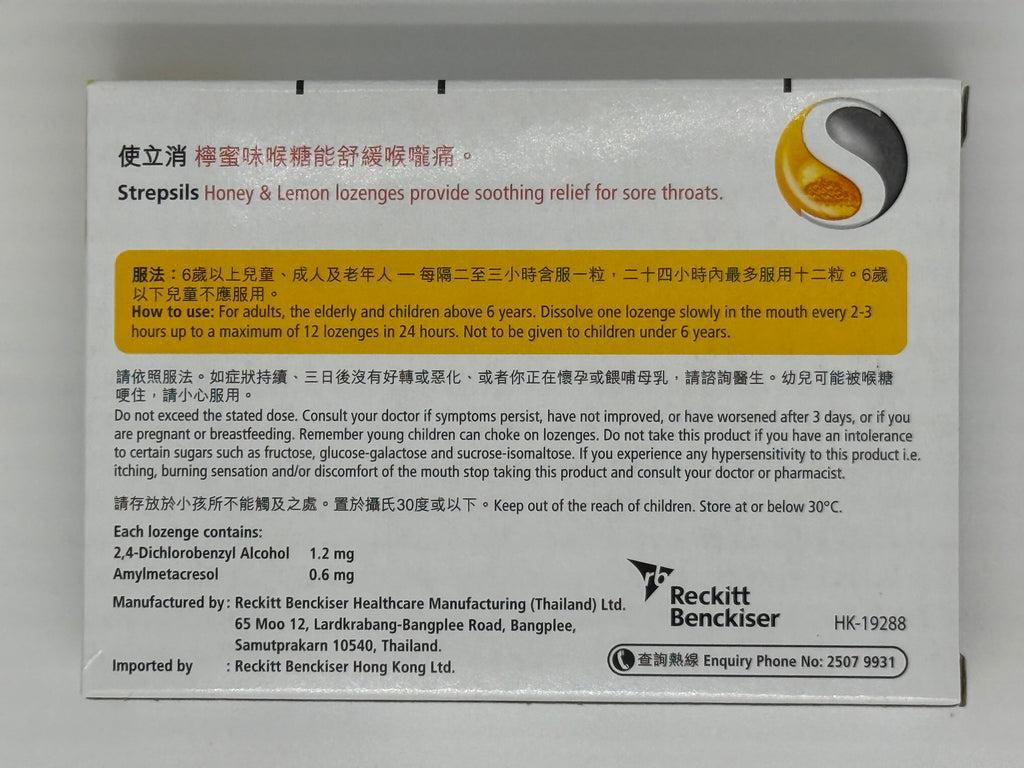 使立消 檸蜜味喉糖能舒緩喉嚨痛。
Strepsils Honey & Lemon lozenges provide soothing relief for sore throats.
服法：6歲以上兒童、成人及老年人 — 每隔二至三小時含服一粒，二十四小時內最多服用十二粒。6歲
以下兒童不應服用。
How to use: For adults, the elderly and children above 6 years. Dissolve one lozenge slowly in the mouth every 2-3
hours up to a maximum of 12 lozenges in 24 hours. Not to be given to children under 6 years.
請依照服法。如症狀持續、三日後沒有好轉或惡化、或者你正在懷孕或餵哺母乳，請諮詢醫生。幼兒可能被喉糖
哽住，請小心服用。
Do not exceed the stated dose. Consult your doctor if symptoms persist, have not improved, or have worsened after 3 days, or if you
are pregnant or breastfeeding. Remember young children can choke on lozenges. Do not take this product if you have an intolerance
to certain sugars such as fructose, glucose-galactose and sucrose-isomaltose. If you experience any hypersensitivity to this product i.e.
itching, burning sensation and/or discomfort of the mouth stop taking this product and consult your doctor or pharmacist.
請存放於小孩所不能觸及之處。置於攝氏30度或以下。Keep out of the reach of children. Store at or below 30°C.
Each lozenge contains:
2,4-Dichlorobenzyl Alcohol 1.2 mg
Amylmetacresol 0.6 mg
Manufactured by : Reckitt Benckiser Healthcare Manufacturing (Thailand) Ltd.
65 Moo 12, Lardkrabang-Bangplee Road, Bangplee,
Samutprakarn 10540, Thailand.
Imported by : Reckitt Benckiser Hong Kong Ltd.
rb
Reckitt
Benckiser
HK-19288
查詢熱線 Enquiry Phone No: 2507 9931